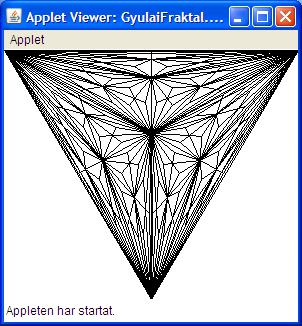 Applet Viewer: GyulaiFraktal....
Applet
Appleten har startat.